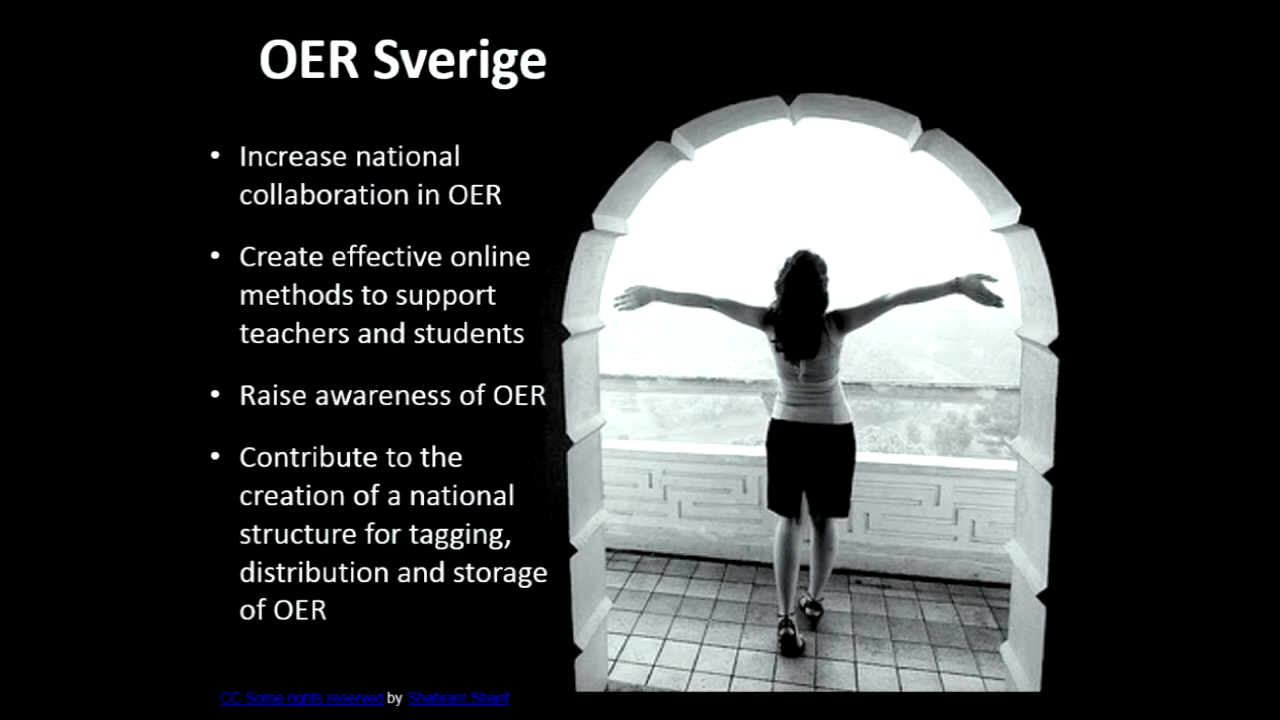 OER Sverige
• Increase national
collaboration in OER
• Create effective online
methods to support
teachers and students
• Raise awareness of OER
• Contribute to the
creation of a national
structure for tagging,
distribution and storage
of OER
CC Some rights reserved by Shahram Sharif